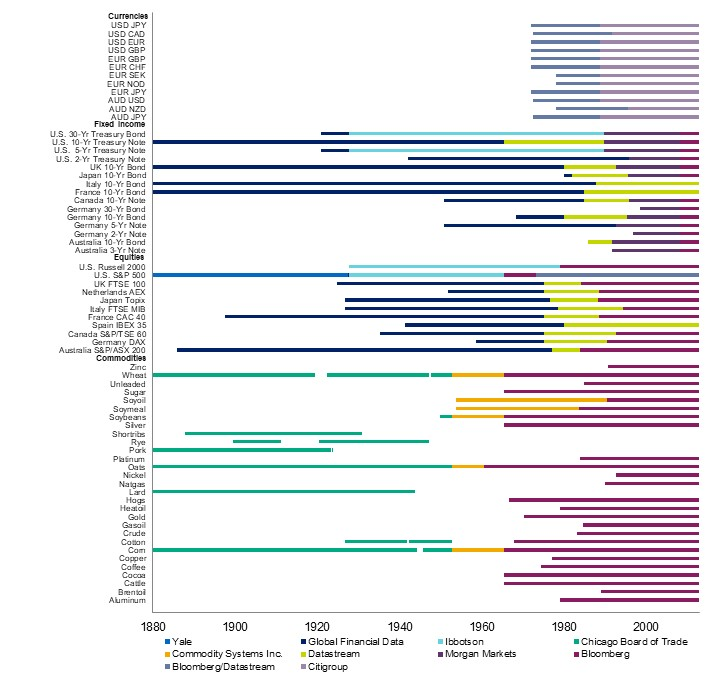 Currencies
USD JPY
USD CAD
USD EUR
USD GBP
EUR GBP
EUR CHF
EUR SEK
EUR NOD
EUR JPY
AUD USD
AUD NZD
AUD JPY
Fixed Income
U.S. 30-Yr Treasury Bond
U.S. 10-Yr Treasury Note
U.S. 5-Yr Treasury Note
U.S. 2-Yr Treasury Note
UK 10-Yr Bond
Japan 10-Yr Bond
Italy 10-Yr Bond
France 10-Yr Bond
Canada 10-Yr Note
Germany 30-Yr Bond
Germany 10-Yr Bond
Germany 5-Yr Note
Germany 2-Yr Note
Australia 10-Yr Bond
Australia 3-Yr Note
Equities
U.S. Russell 2000
U.S. S&P 500
UK FTSE 100
Netherlands AEX
Japan Topix
Italy FTSE MIB
France CAC 40
Spain IBEX 35
Canada S&P/TSE 60
Germany DAX
Australia S&P/ASX 200
Commodities
Zinc
Wheat
Unleaded
Sugar
Soyoil
Soymeal
Soybeans
Silver
Shortribs
Rye
Pork
Platinum
Oats
Nickel
Natgas
Lard
Hogs
Heatoil
Gold
Gasoil
Crude
Cotton
Corn
Copper
Coffee
Cocoa
Cattle
Brentoil
Aluminum
1880 1900 1920 1940 1960 1980 2000
Yale Global Financial Data Ibbotson Chicago Board of Trade
Commodity Systems Inc. Datastream Morgan Markets Bloomberg
Bloomberg/Datastream Citigroup